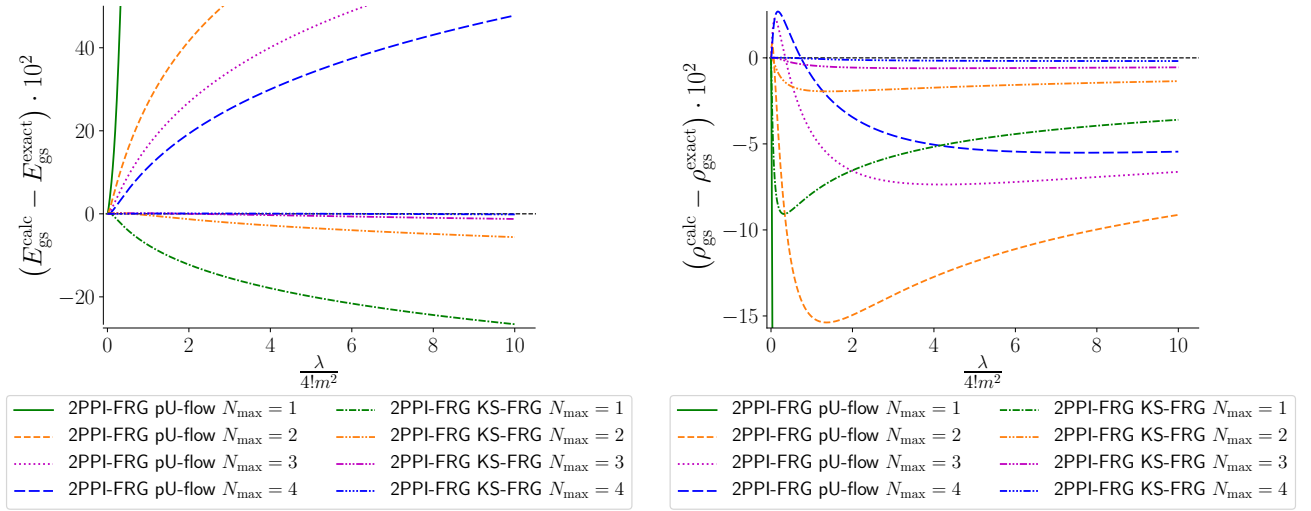 (E_gs^calc − E_gs^exact) · 10^2
40
20
0
−20
0 2 4 6 8 10
λ / 4!m^2
2PPI-FRG pU-flow N_max = 1
2PPI-FRG pU-flow N_max = 2
2PPI-FRG pU-flow N_max = 3
2PPI-FRG pU-flow N_max = 4
2PPI-FRG KS-FRG N_max = 1
2PPI-FRG KS-FRG N_max = 2
2PPI-FRG KS-FRG N_max = 3
2PPI-FRG KS-FRG N_max = 4
(ρ_gs^calc − ρ_gs^exact) · 10^2
0
−5
−10
−15
0 2 4 6 8 10
λ / 4!m^2
2PPI-FRG pU-flow N_max = 1
2PPI-FRG pU-flow N_max = 2
2PPI-FRG pU-flow N_max = 3
2PPI-FRG pU-flow N_max = 4
2PPI-FRG KS-FRG N_max = 1
2PPI-FRG KS-FRG N_max = 2
2PPI-FRG KS-FRG N_max = 3
2PPI-FRG KS-FRG N_max = 4